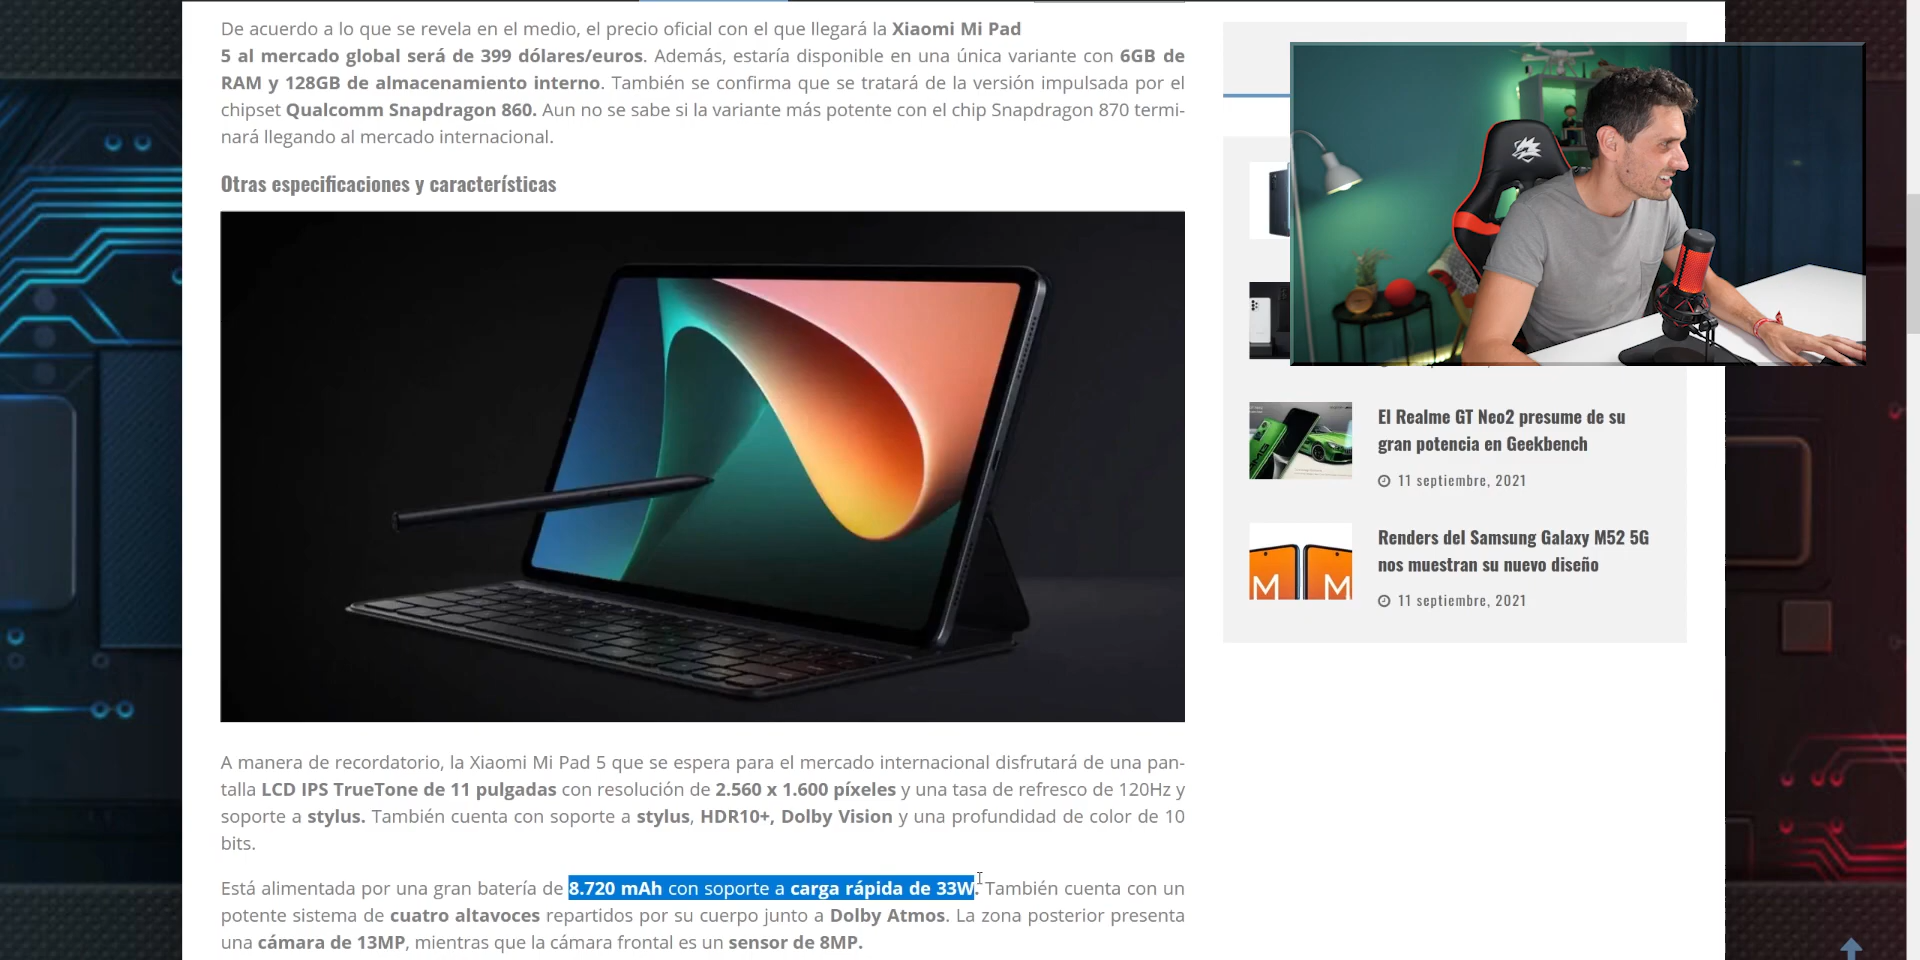 De acuerdo a lo que se revela en el medio, el precio oficial con el que llegará la Xiaomi Mi Pad
5 al mercado global será de 399 dólares/euros. Además, estaría disponible en una única variante con 6GB de
RAM y 128GB de almacenamiento interno. También se confirma que se tratará de la versión impulsada por el
chipset Qualcomm Snapdragon 860. Aun no se sabe si la variante más potente con el chip Snapdragon 870 termi-
nará llegando al mercado internacional.
Otras especificaciones y características
A manera de recordatorio, la Xiaomi Mi Pad 5 que se espera para el mercado internacional disfrutará de una pan-
talla LCD IPS TrueTone de 11 pulgadas con resolución de 2.560 x 1.600 píxeles y una tasa de refresco de 120Hz y
soporte a stylus. También cuenta con soporte a stylus, HDR10+, Dolby Vision y una profundidad de color de 10
bits.
Está alimentada por una gran batería de 8.720 mAh con soporte a carga rápida de 33W. También cuenta con un
potente sistema de cuatro altavoces repartidos por su cuerpo junto a Dolby Atmos. La zona posterior presenta
una cámara de 13MP, mientras que la cámara frontal es un sensor de 8MP.
El Realme GT Neo2 presume de su
gran potencia en Geekbench
11 septiembre, 2021
M M
Renders del Samsung Galaxy M52 5G
nos muestran su nuevo diseño
11 septiembre, 2021